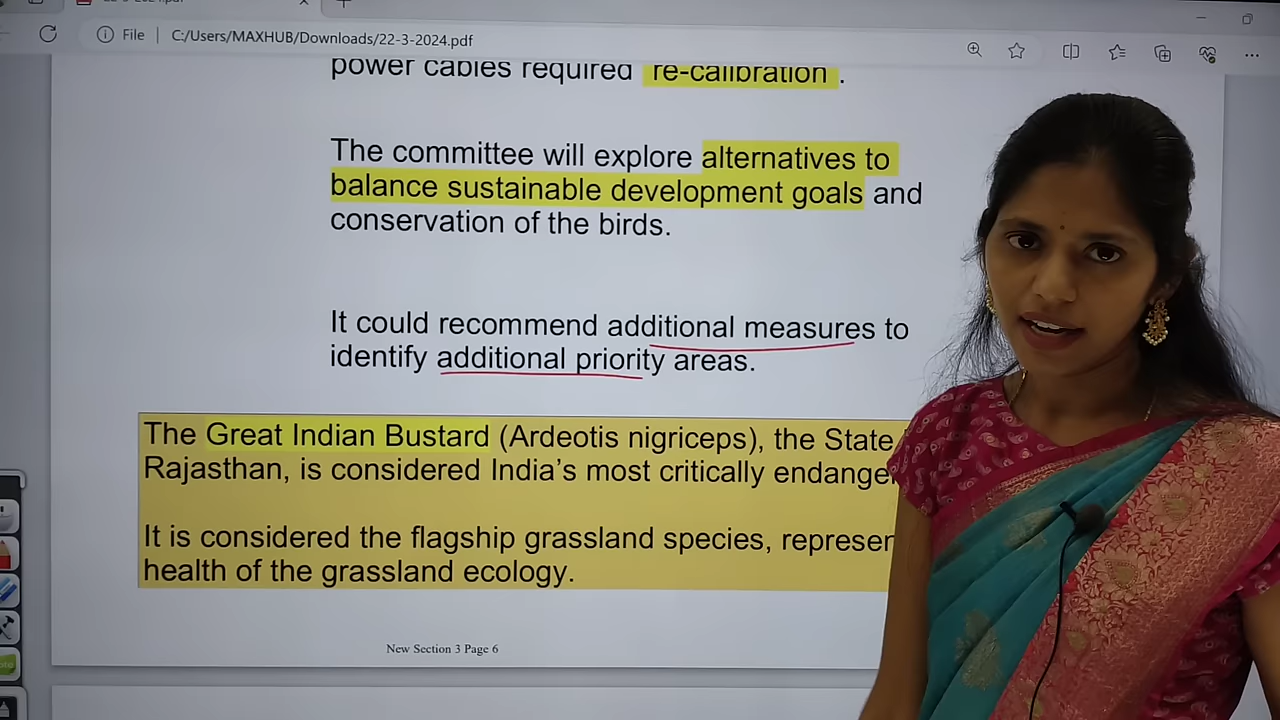 File
C:/Users/MAXHUB/Downloads/22-3-2024.pdf
power cables required re-calibration .
The committee will explore alternatives to
balance sustainable development goals and
conservation of the birds.
It could recommend additional measures to
identify additional priority areas.
The Great Indian Bustard (Ardeotis nigriceps), the State
Rajasthan, is considered India's most critically
It is considered the flagship grassland species,
health of the grassland ecology.
New Section 3 Page 6